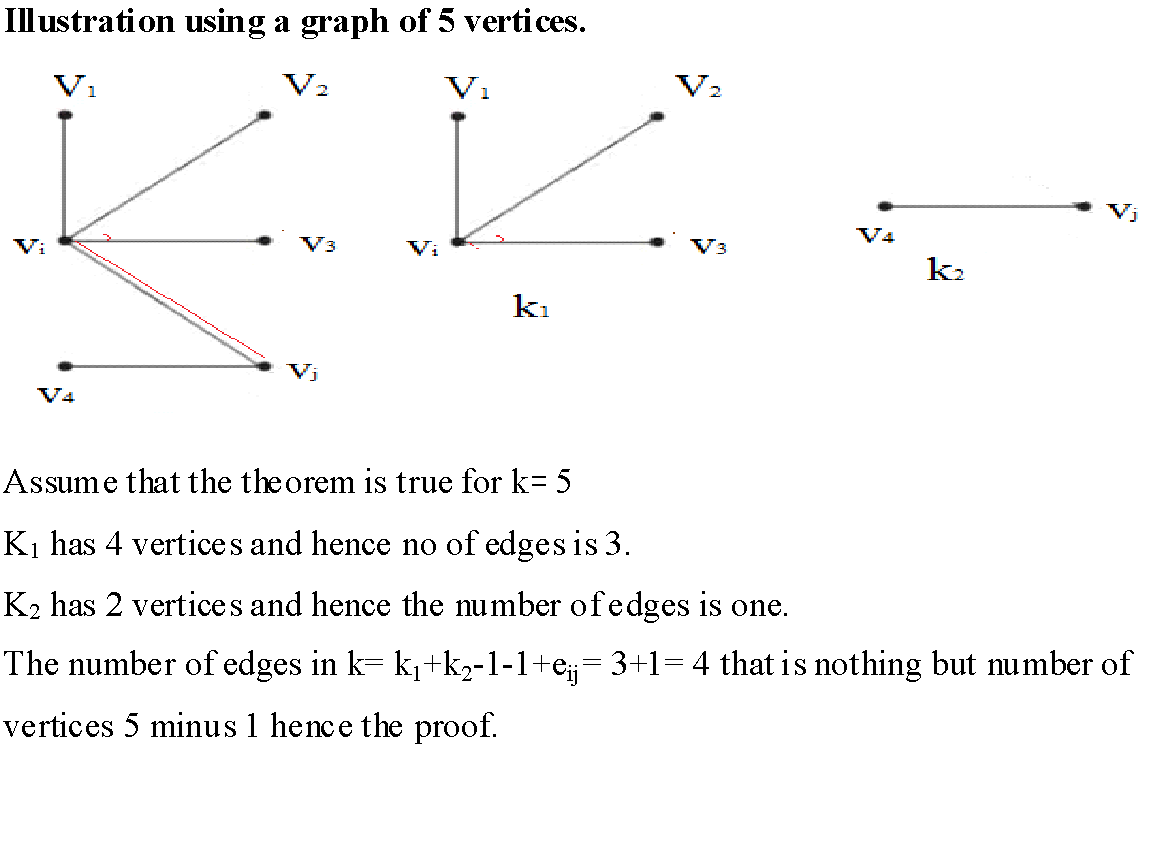 Illustration using a graph of 5 vertices.
V1 V2 V1 V2
vi v3 vi v3 v4 vj
k1 k2
v4 vj
Assume that the theorem is true for k= 5
K1 has 4 vertices and hence no of edges is 3.
K2 has 2 vertices and hence the number of edges is one.
The number of edges in k= k1+k2-1-1+eij= 3+1= 4 that is nothing but number of
vertices 5 minus 1 hence the proof.